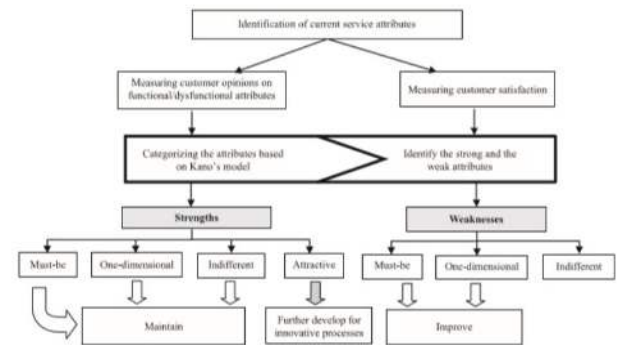 Identification of current service attributes
Measuring customer opinions on
functional/dysfunctional attributes
Measuring customer satisfaction
Categorizing the attributes based
on Kano's model
Identify the strong and the
weak attributes
Strengths
Weaknesses
Must-be
One-dimensional
Indifferent
Attractive
Must-be
One-dimensional
Indifferent
Maintain
Further develop for
innovative processes
Improve